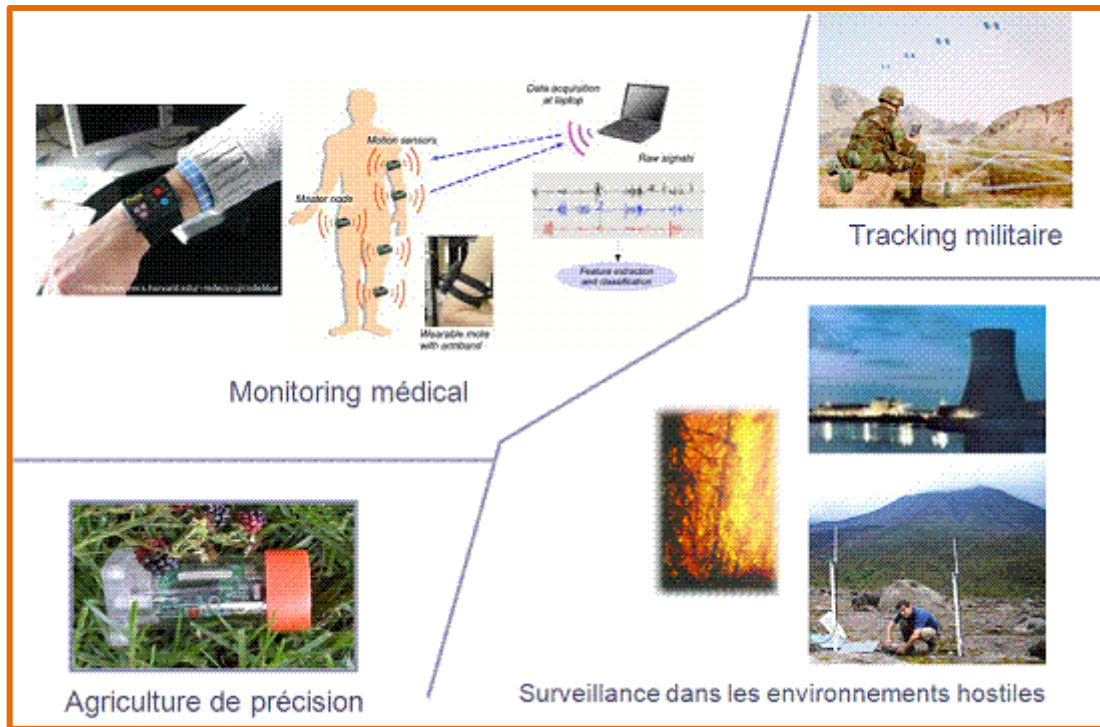 Data acquisition
at laptop
Motion sensors
Raw signals
Master node
Feature extraction
and classification
Wearable mote
with armband
Monitoring médical
Tracking militaire
Agriculture de précision
Surveillance dans les environnements hostiles